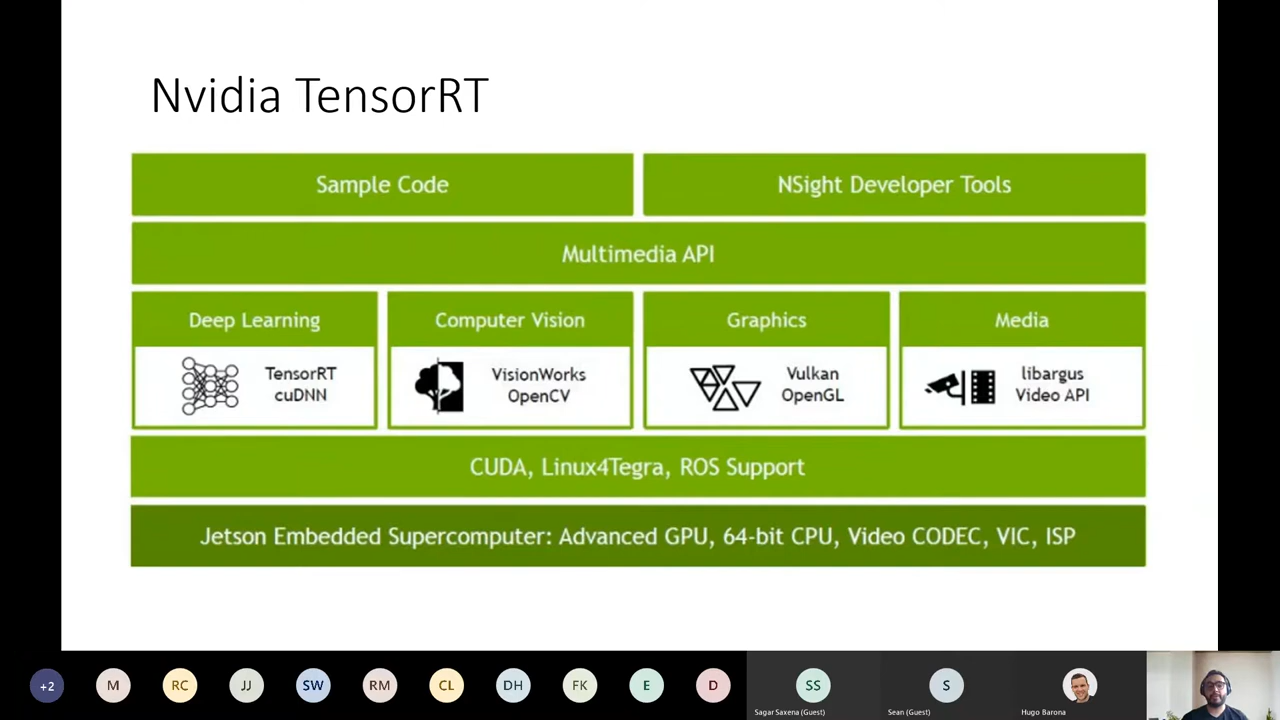 Nvidia TensorRT
Sample Code
NSight Developer Tools
Multimedia API
Deep Learning
TensorRT
cuDNN
Computer Vision
VisionWorks
OpenCV
Graphics
Vulkan
OpenGL
Media
libargus
Video API
CUDA, Linux4Tegra, ROS Support
Jetson Embedded Supercomputer: Advanced GPU, 64-bit CPU, Video CODEC, VIC, ISP
+2
M
RC
JJ
SW
RM
CL
DH
FK
E
D
SS
Sagar Saxena (Guest)
S
Sean (Guest)
Hugo Barona